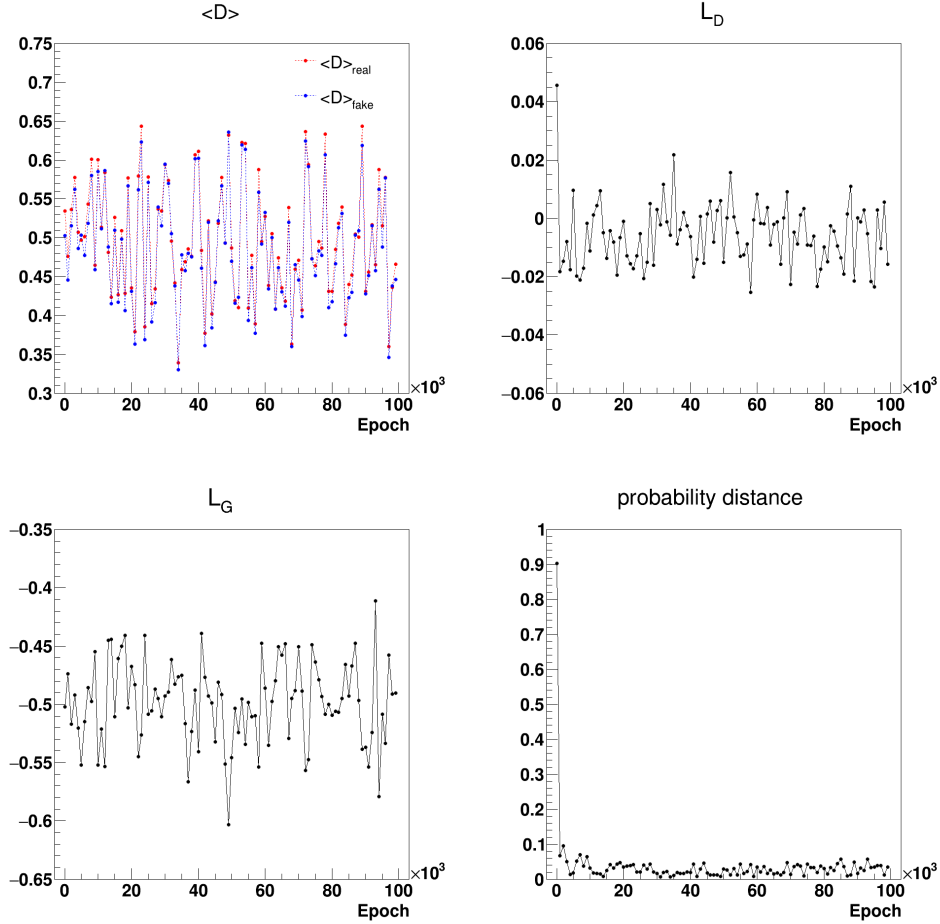 <D>
0.75
0.7
0.65
0.6
0.55
0.5
0.45
0.4
0.35
0.3
<D>real
<D>fake
0 20 40 60 80 100
×10³
Epoch
L_D
0.06
0.04
0.02
0
−0.02
−0.04
−0.06
0 20 40 60 80 100
×10³
Epoch
L_G
−0.35
−0.4
−0.45
−0.5
−0.55
−0.6
−0.65
0 20 40 60 80 100
×10³
Epoch
probability distance
1
0.9
0.8
0.7
0.6
0.5
0.4
0.3
0.2
0.1
0
0 20 40 60 80 100
×10³
Epoch